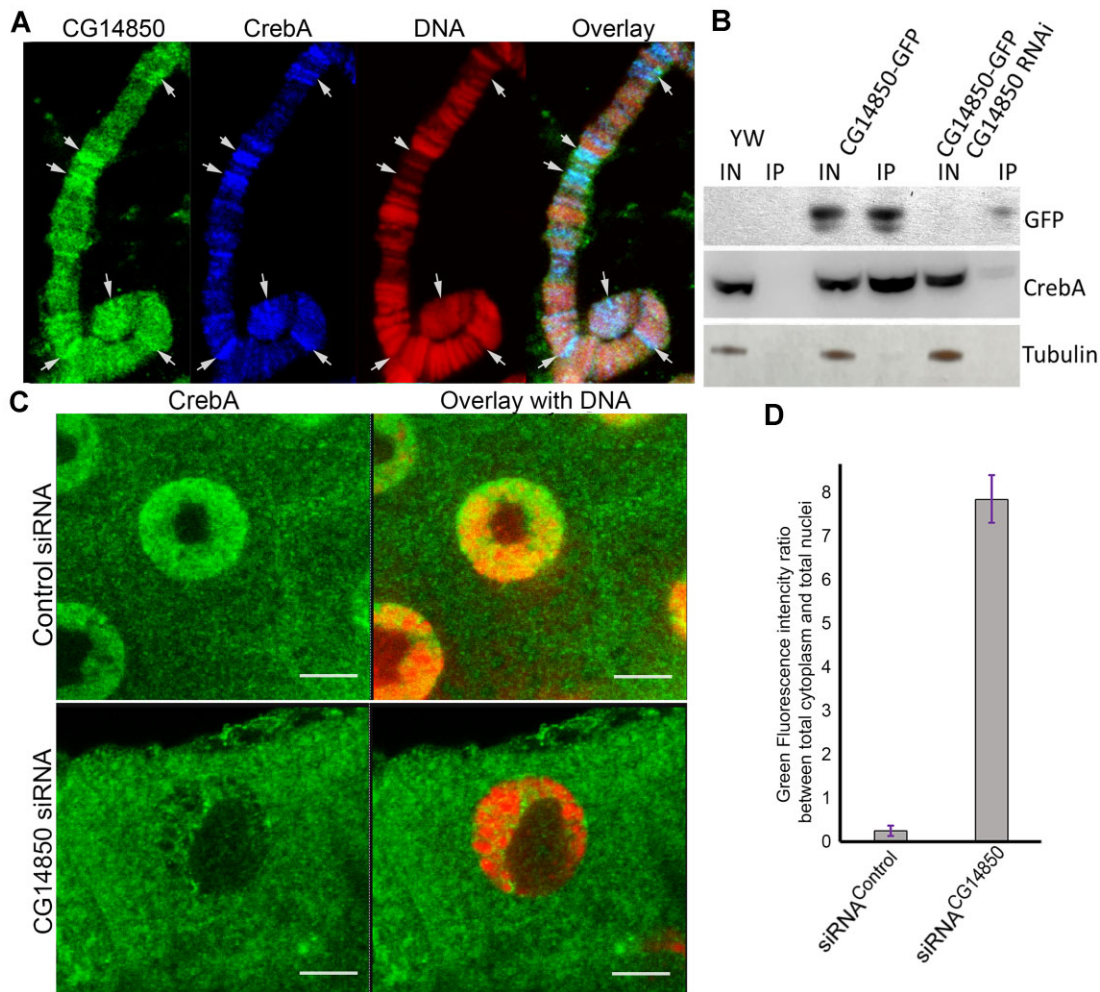 A
CG14850 CrebA DNA Overlay
B
YW
CG14850-GFP
CG14850-GFP
CG14850 RNAi
IN IP IN IP IN IP
GFP
CrebA
Tubulin
C
CrebA Overlay with DNA
Control siRNA
CG14850 siRNA
D
Green Fluorescence intencity ratio
between total cytoplasm and total nuclei
8
7
6
5
4
3
2
1
0
siRNAControl
siRNACG14850